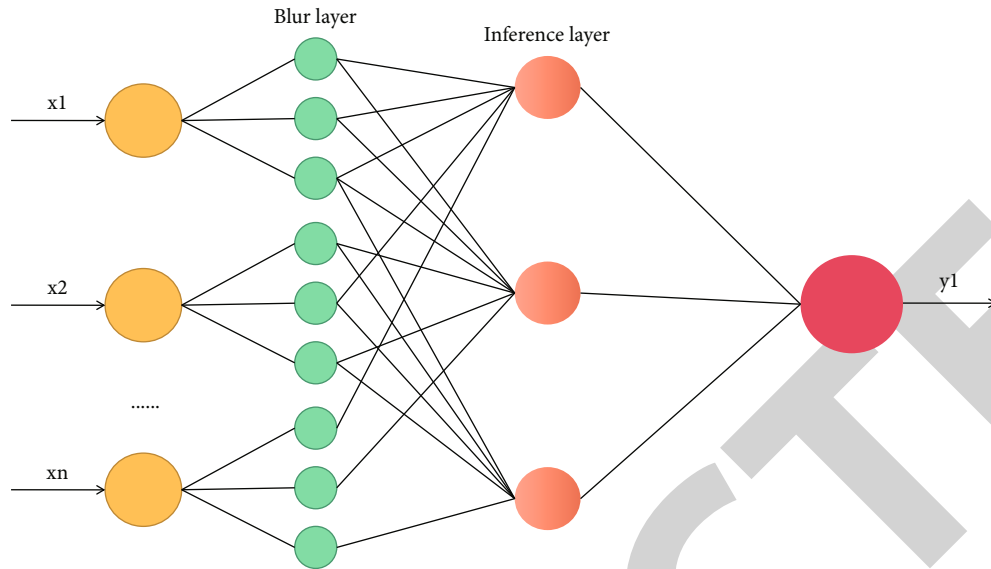 Blur layer
Inference layer
x1
x2
y1
......
xn